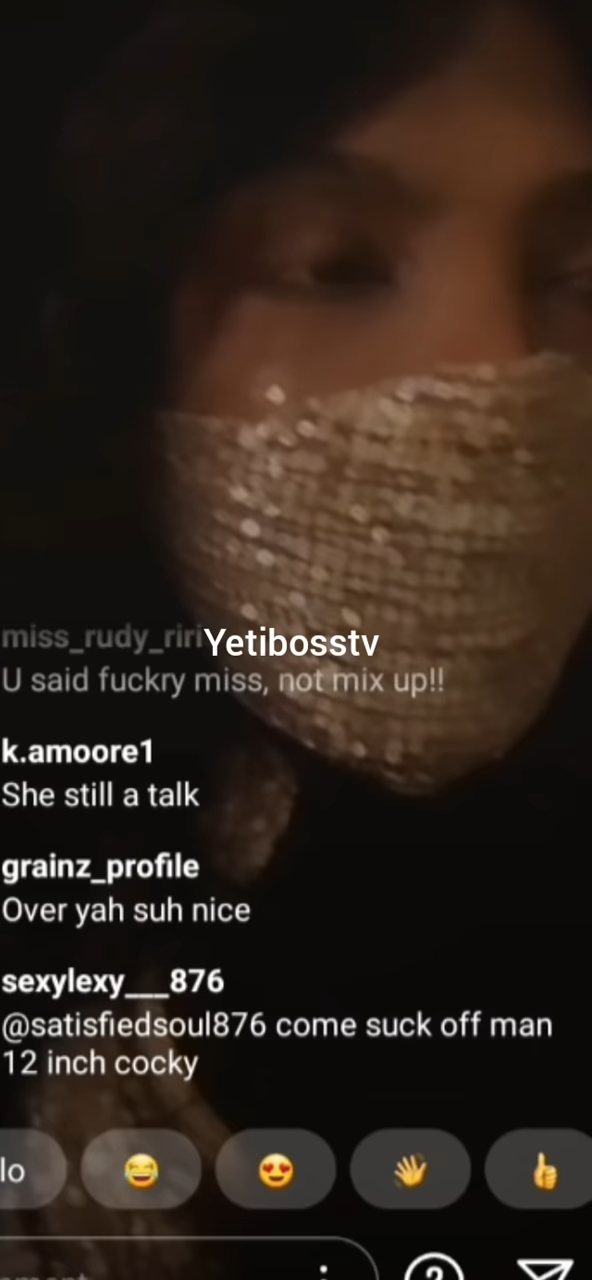 miss_rudy_riri
Yetibosstv
U said fuckry miss, not mix up!!
k.amoore1
She still a talk
grainz_profile
Over yah suh nice
sexylexy___876
@satisfiedsoul876 come suck off man
12 inch cocky
lo